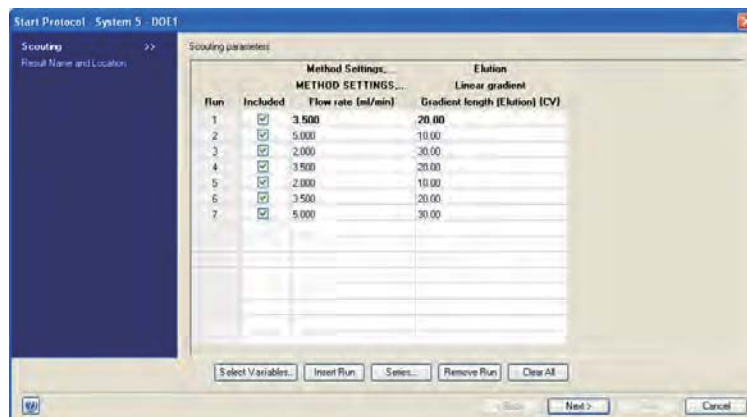 Start Protocol - System 5 - DOE1
Scouting >>
Result Name and Location
Scouting parameters
Method Settings,... Elution
METHOD SETTINGS,... Linear gradient
Run Included Flow rate (ml/min) Gradient length (Elution) (CV)
1 3.500 20.00
2 5.000 10.00
3 2.000 30.00
4 3.500 20.00
5 2.000 10.00
6 3.500 20.00
7 5.000 30.00
Select Variables... Insert Run Series... Remove Run Clear All
Next > Cancel